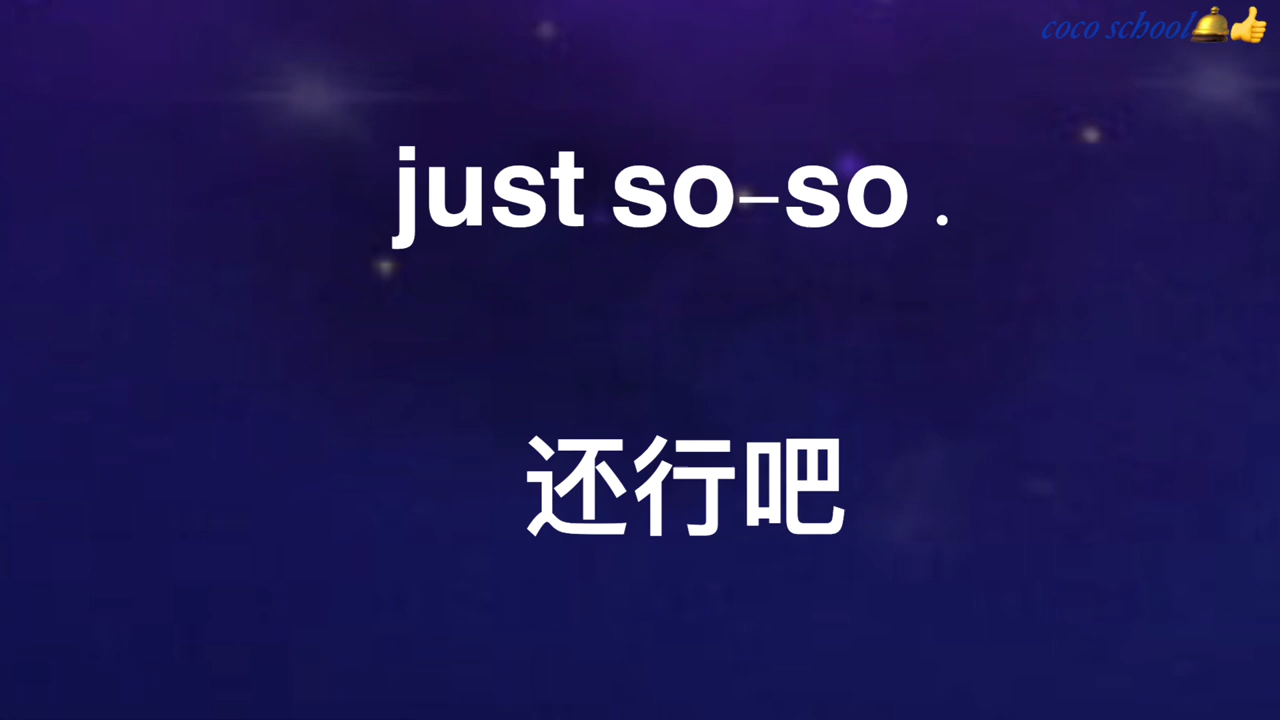 coco school🛎👍
just so-so .
还行吧